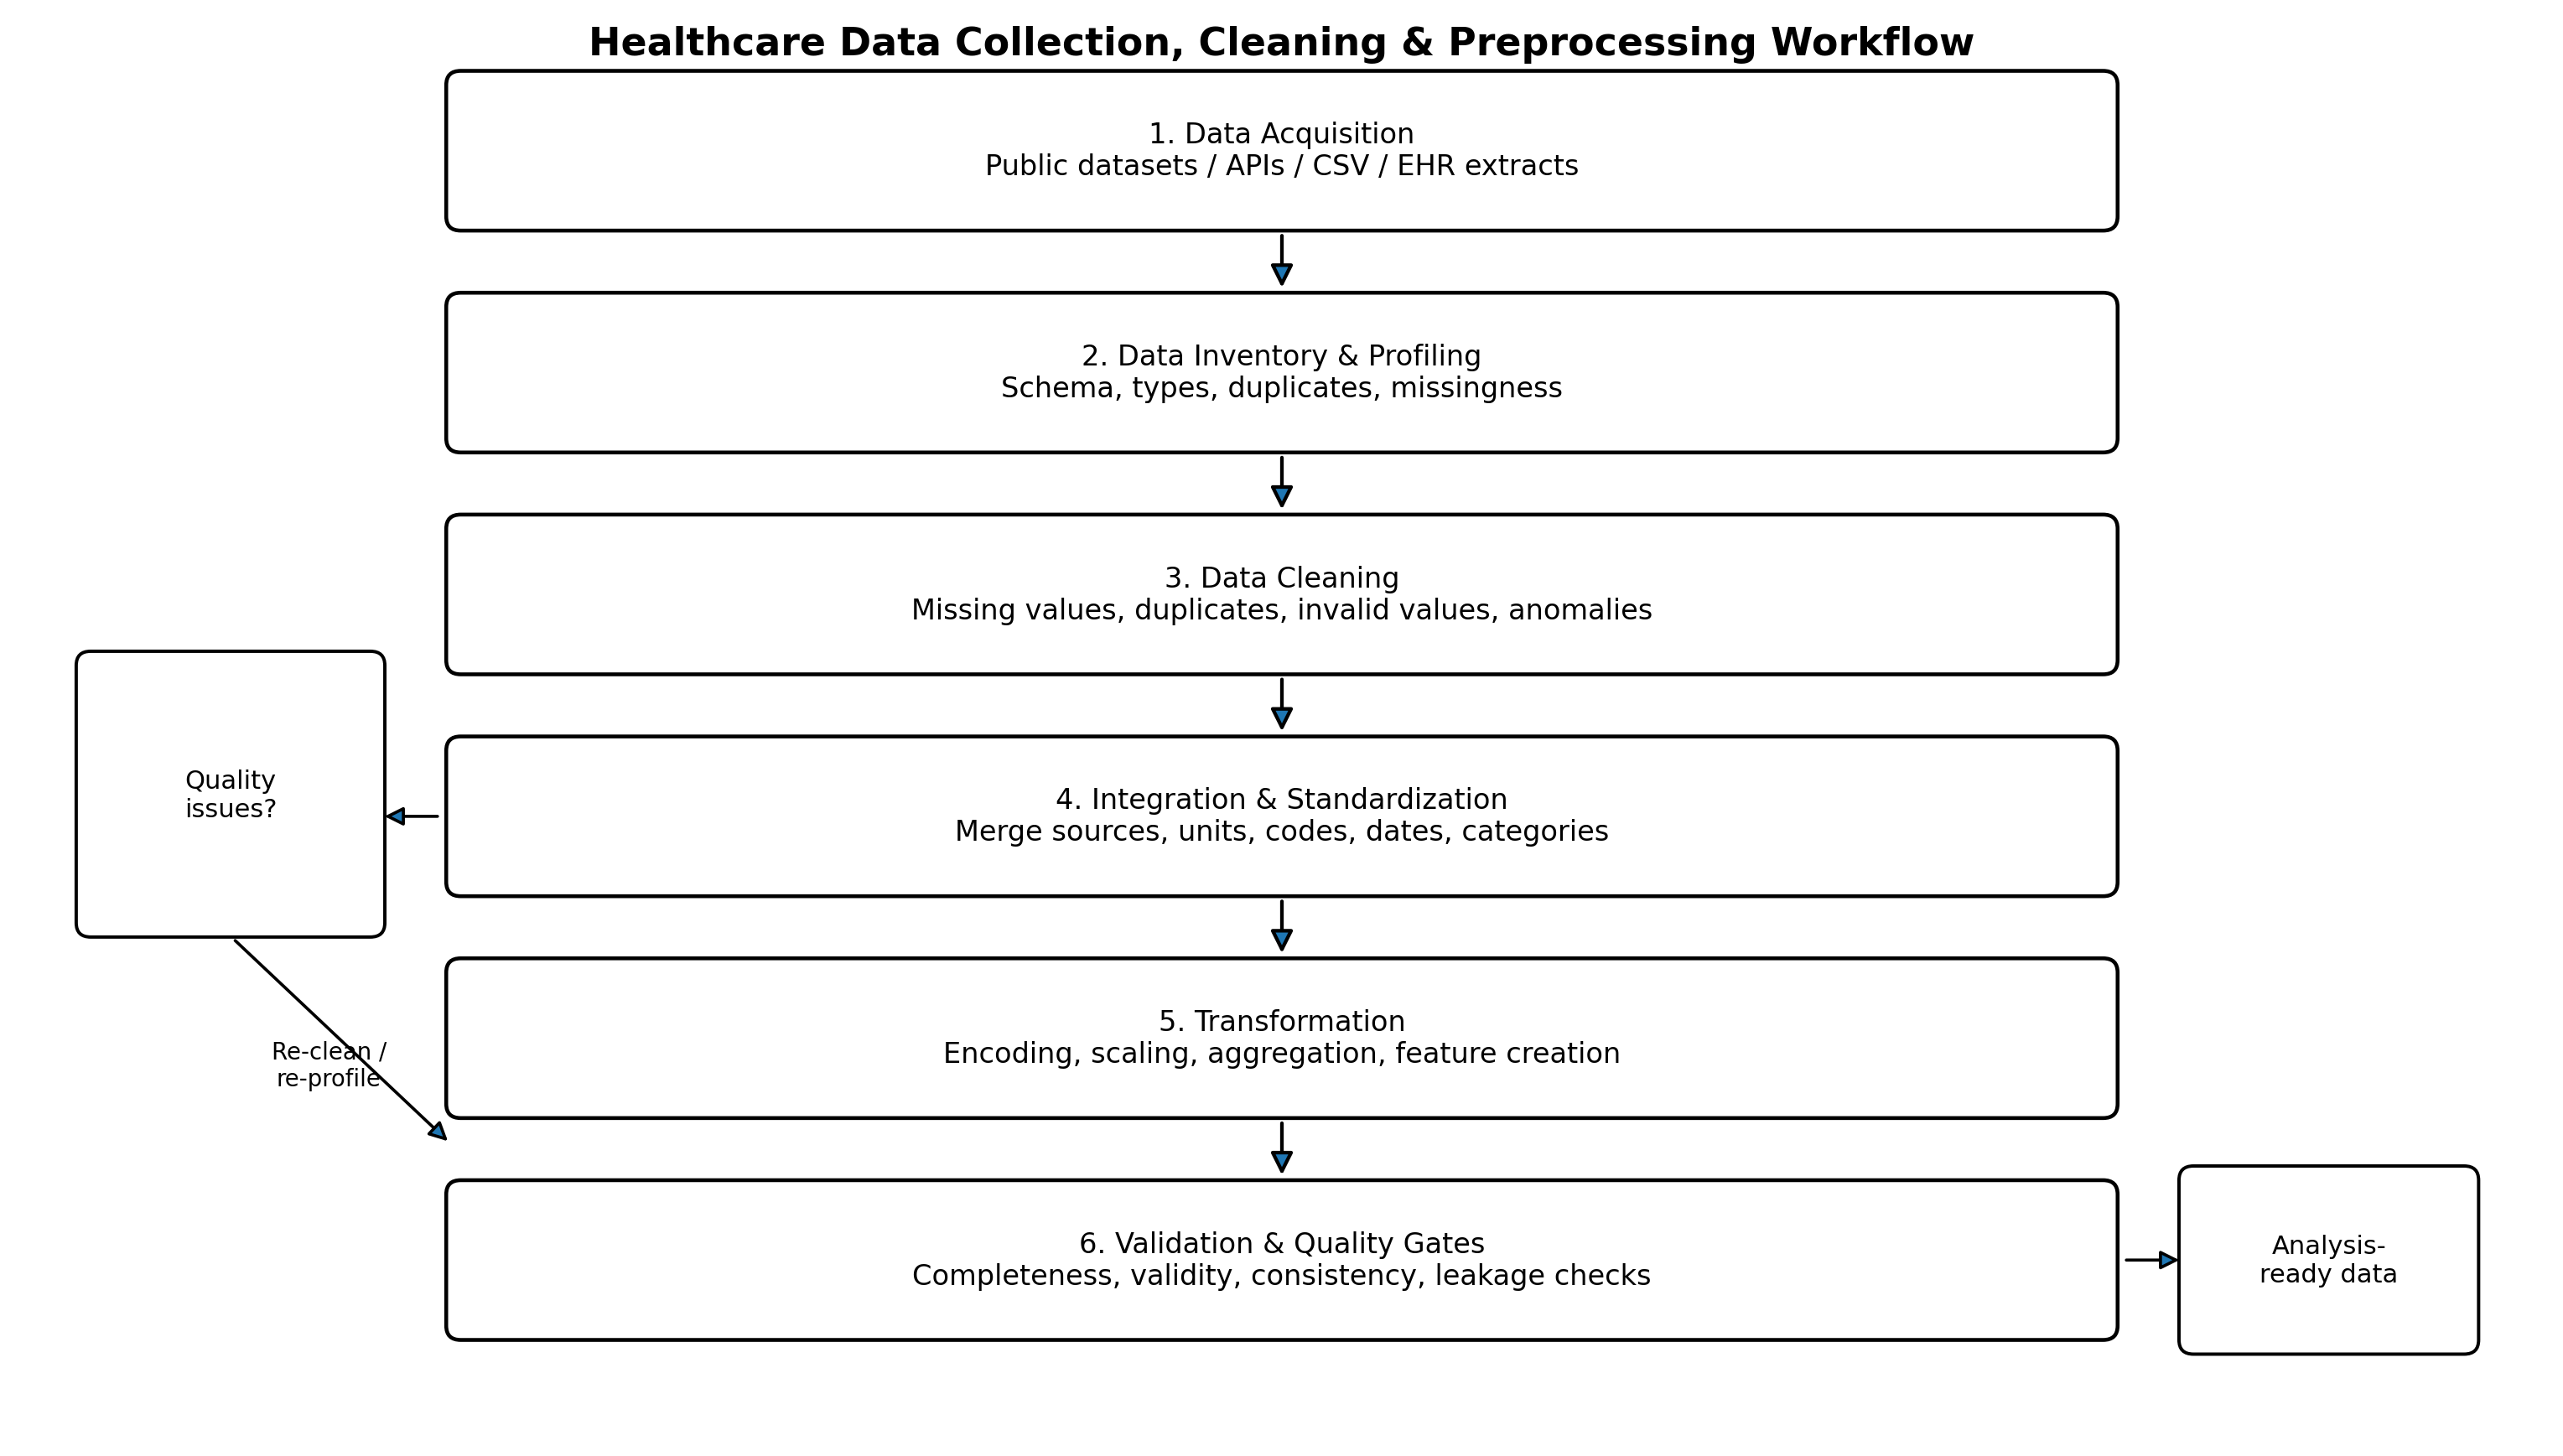 Healthcare Data Collection, Cleaning & Preprocessing Workflow
1. Data Acquisition
Public datasets / APIs / CSV / EHR extracts
2. Data Inventory & Profiling
Schema, types, duplicates, missingness
3. Data Cleaning
Missing values, duplicates, invalid values, anomalies
Quality
issues?
4. Integration & Standardization
Merge sources, units, codes, dates, categories
5. Transformation
Encoding, scaling, aggregation, feature creation
Re-clean /
re-profile
6. Validation & Quality Gates
Completeness, validity, consistency, leakage checks
Analysis-
ready data